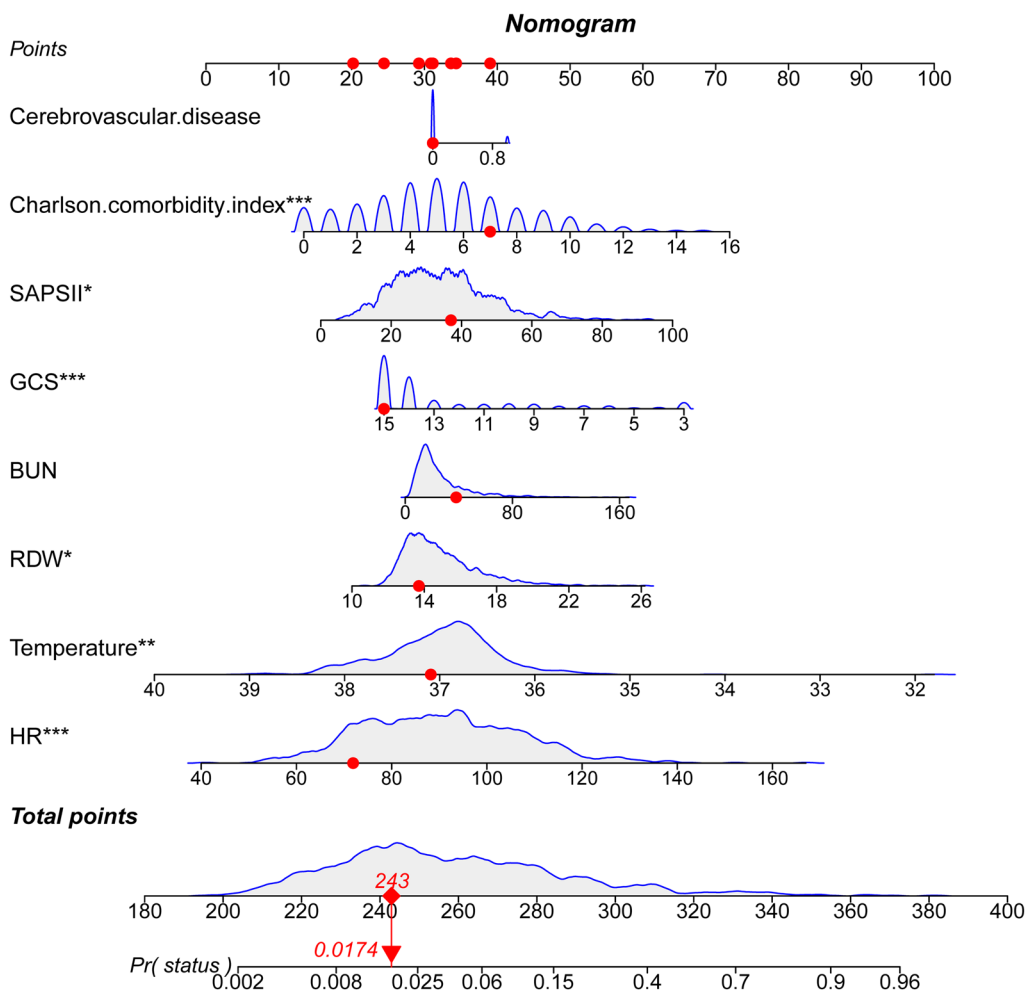 Nomogram
Points
0 10 20 30 40 50 60 70 80 90 100
Cerebrovascular.disease
0 0.8
Charlson.comorbidity.index***
0 2 4 6 8 10 12 14 16
SAPSII*
0 20 40 60 80 100
GCS***
15 13 11 9 7 5 3
BUN
0 80 160
RDW*
10 14 18 22 26
Temperature**
40 39 38 37 36 35 34 33 32
HR***
40 60 80 100 120 140 160
Total points
243
180 200 220 240 260 280 300 320 340 360 380 400
0.0174
Pr( status )
0.002 0.008 0.025 0.06 0.15 0.4 0.7 0.9 0.96